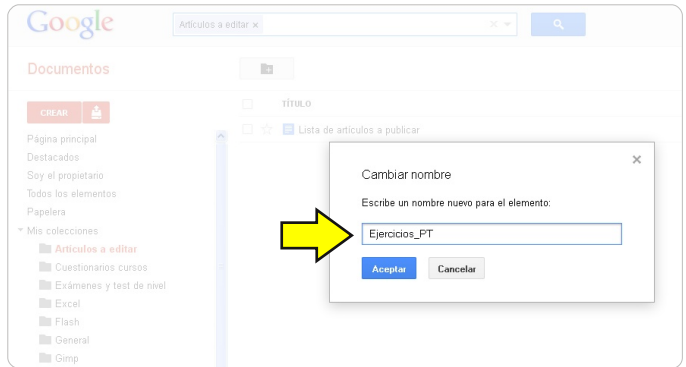 Google
Artículos a editar ×
Documentos
TÍTULO
CREAR
Lista de artículos a publicar
Página principal
Destacados
Soy el propietario
Todos los elementos
Papelera
Mis colecciones
Artículos a editar
Cuestionarios cursos
Exámenes y test de nivel
Excel
Flash
General
Gimp
Cambiar nombre
Escribe un nombre nuevo para el elemento:
Ejercicios_PT
Aceptar Cancelar